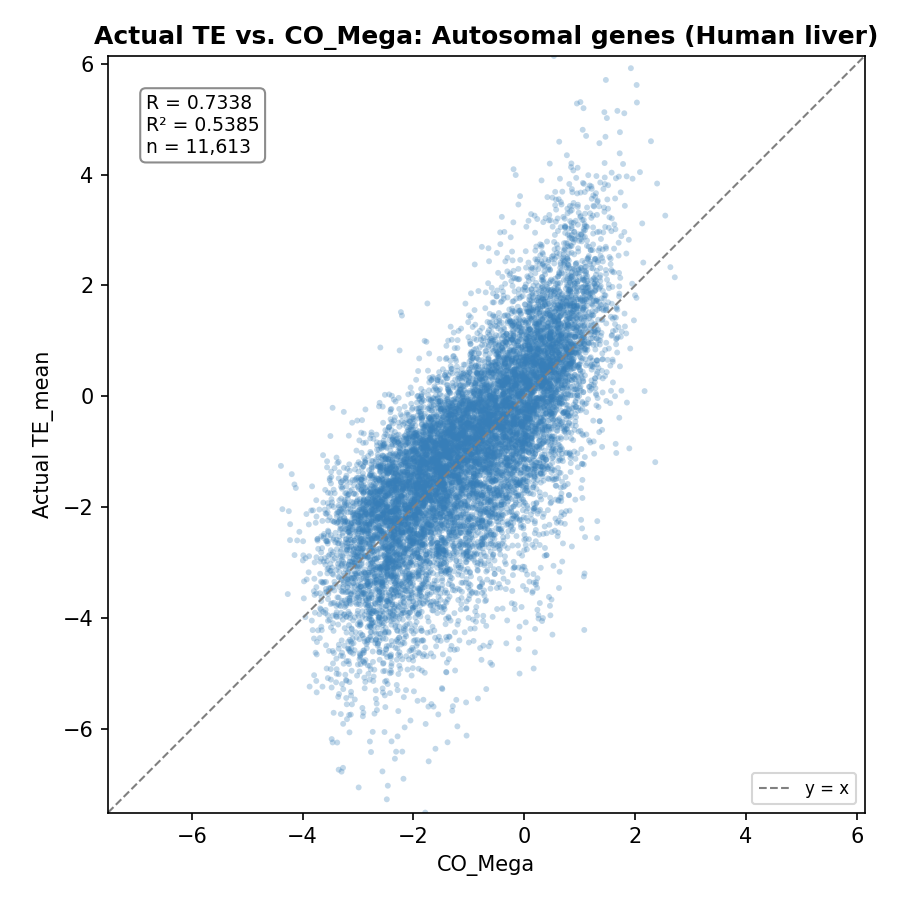 Actual TE vs. CO_Mega: Autosomal genes (Human liver)
R = 0.7338
R² = 0.5385
n = 11,613
6
4
2
0
−2
−4
−6
Actual TE_mean
y = x
−6 −4 −2 0 2 4 6
CO_Mega